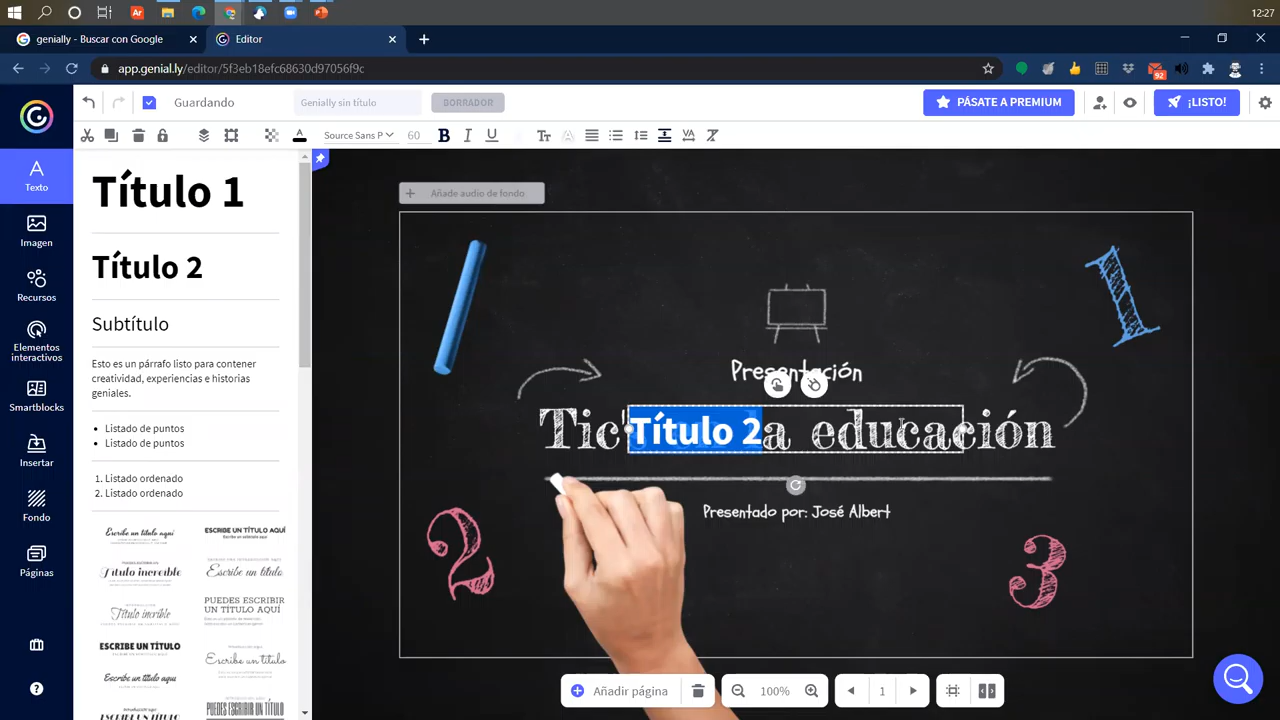 12:27
genially - Buscar con Google
Editor
app.genial.ly/editor/5f3eb18efc68630d97056f9c
92
Guardando
Genially sin título
BORRADOR
PÁSATE A PREMIUM
¡LISTO!
Source Sans P
60
Texto
Imagen
Recursos
Elementos
interactivos
Smartblocks
Insertar
Fondo
Páginas
Título 1
Título 2
Subtítulo
Esto es un párrafo listo para contener
creatividad, experiencias e historias
geniales.
Listado de puntos
Listado de puntos
1. Listado ordenado
2. Listado ordenado
Escribe un título aquí
ESCRIBE UN TÍTULO AQUÍ
Título increíble
Escribe un título
Título increíble
PUEDES ESCRIBIR
UN TÍTULO AQUÍ
ESCRIBE UN TÍTULO
Escribe un título
Escribe un título aquí
ESCRIBE UN TÍTULO
PUEDES ESCRIBIR UN TÍTULO
Añade audio de fondo
1
Presentación
Tic
Título 2
a educación
Presentado por: José Albert
2
3
Añadir página
100%
1